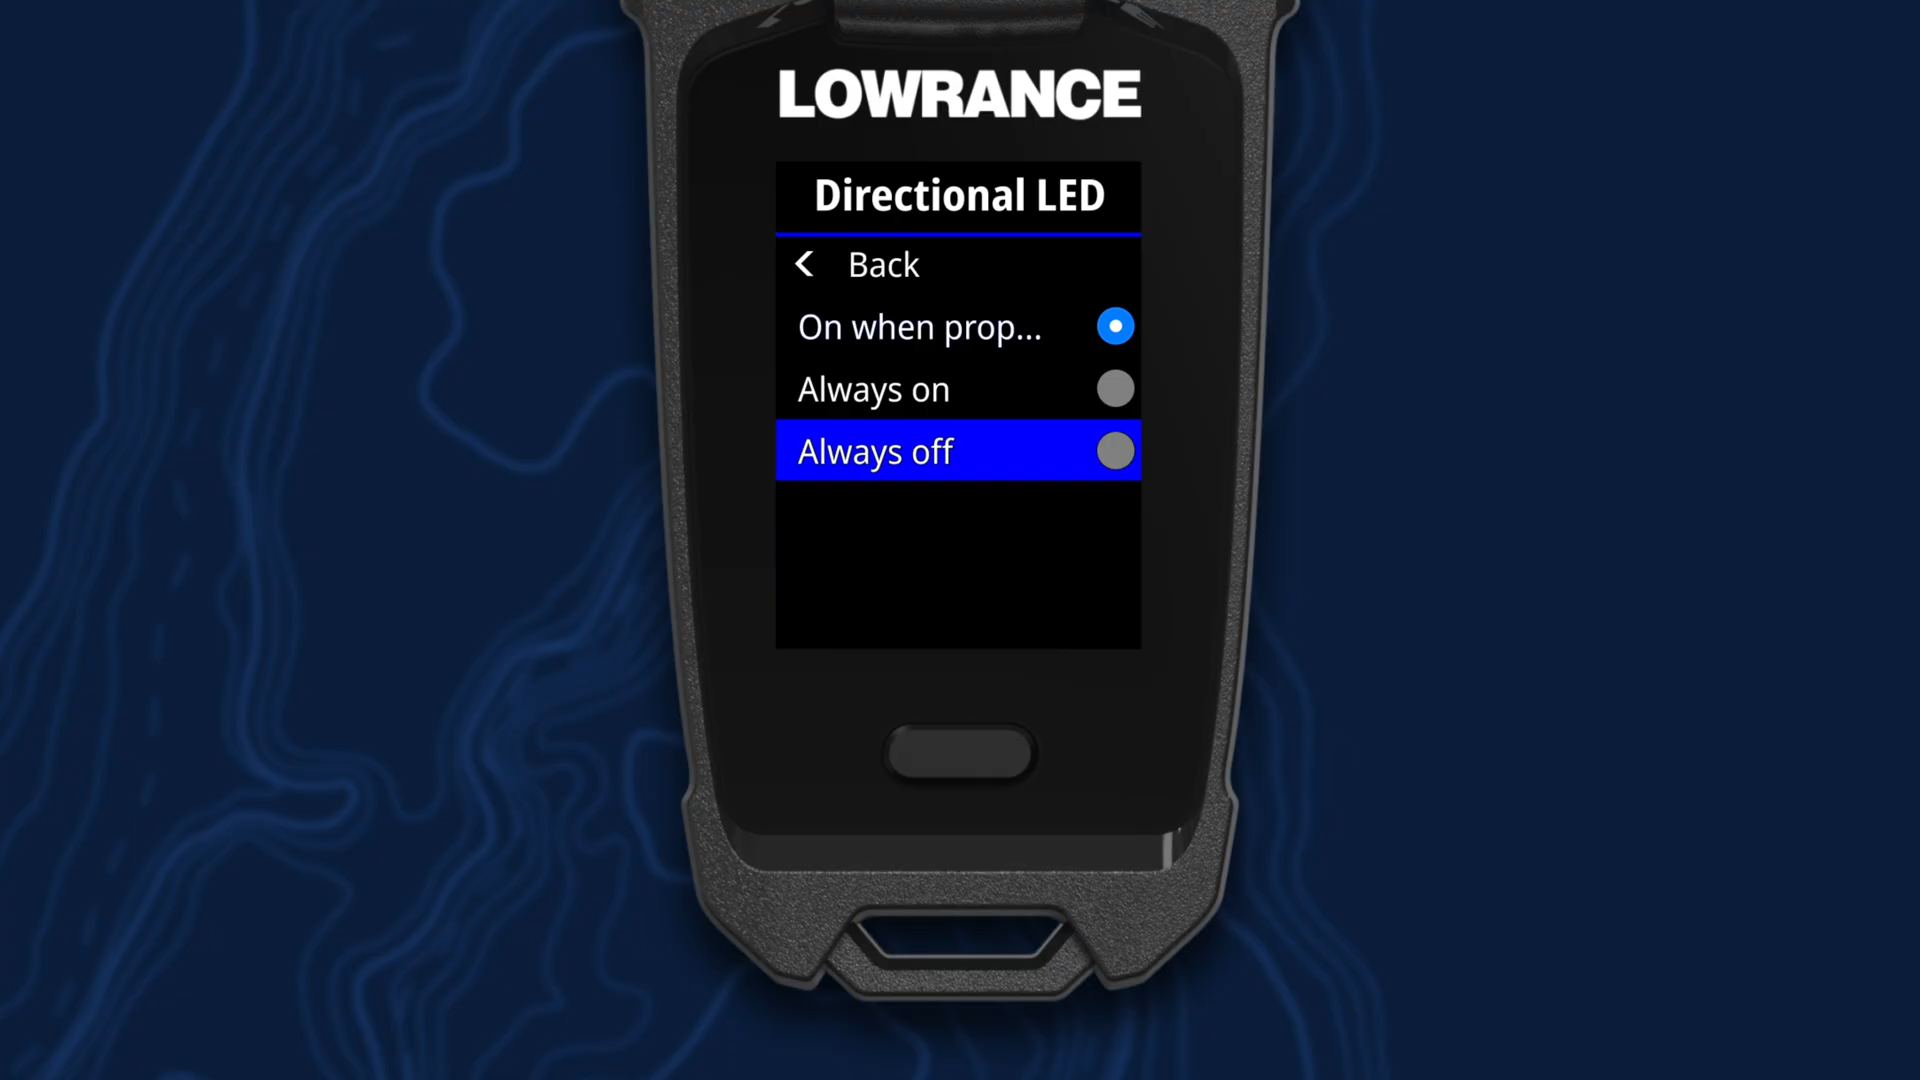 LOWRANCE
Directional LED
Back
On when prop...
Always on
Always off